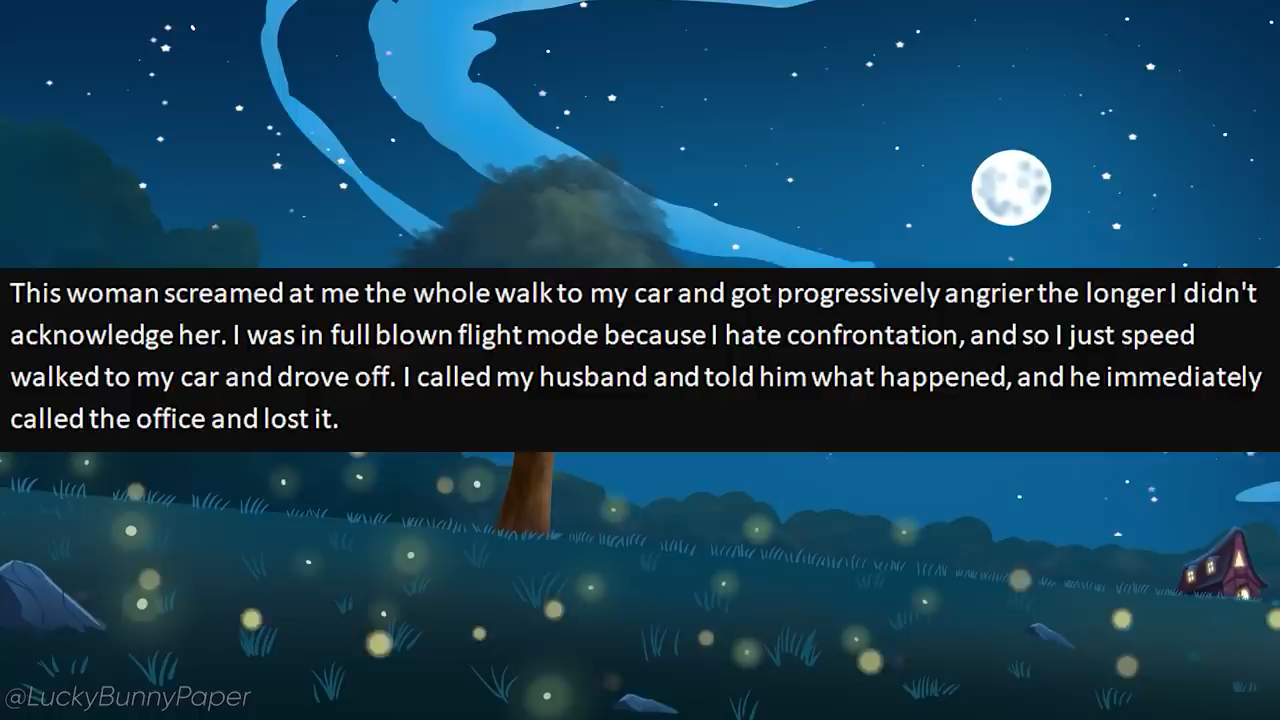 This woman screamed at me the whole walk to my car and got progressively angrier the longer I didn't
acknowledge her. I was in full blown flight mode because I hate confrontation, and so I just speed
walked to my car and drove off. I called my husband and told him what happened, and he immediately
called the office and lost it.
@LuckyBunnyPaper